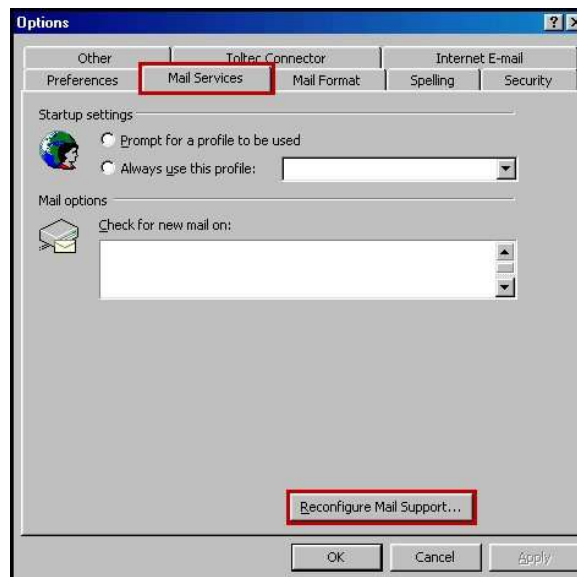 Options
Other Toltec Connector Internet E-mail
Preferences Mail Services Mail Format Spelling Security
Startup settings
Prompt for a profile to be used
Always use this profile:
Mail options
Check for new mail on:
Reconfigure Mail Support...
OK Cancel Apply